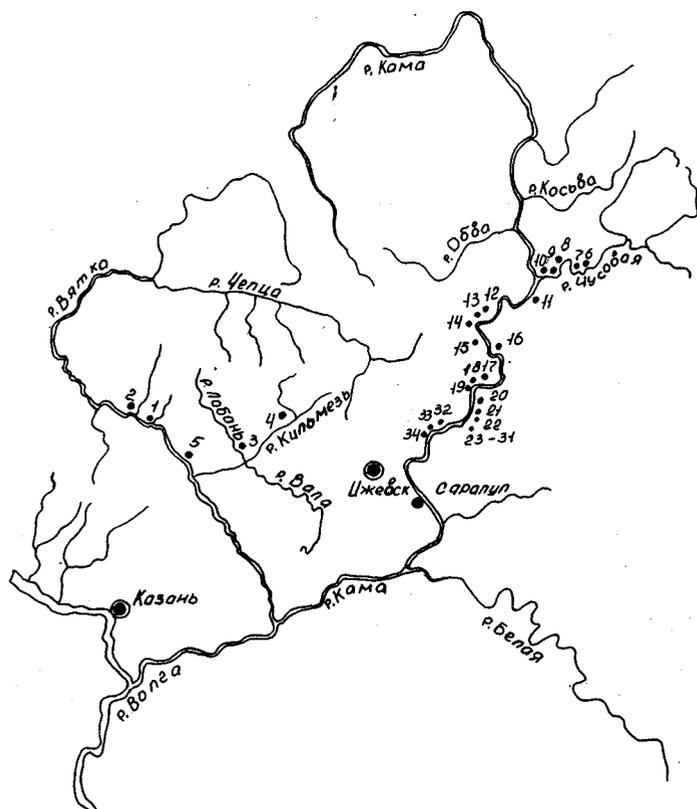 р. Кама
р. Косьва
р. Обва
р. Чусовая
10 9 8 7 6
11
р. Вятка
р. Чепца
13 12
14
15 16
18 17
19
20
21
22
23-31
33 32
34
р. Лобань
2 1
3 4
5
р. Кильмезь
р. Вала
Ижевск
Сарапул
Казань
р. Кама
р. Белая
р. Волга